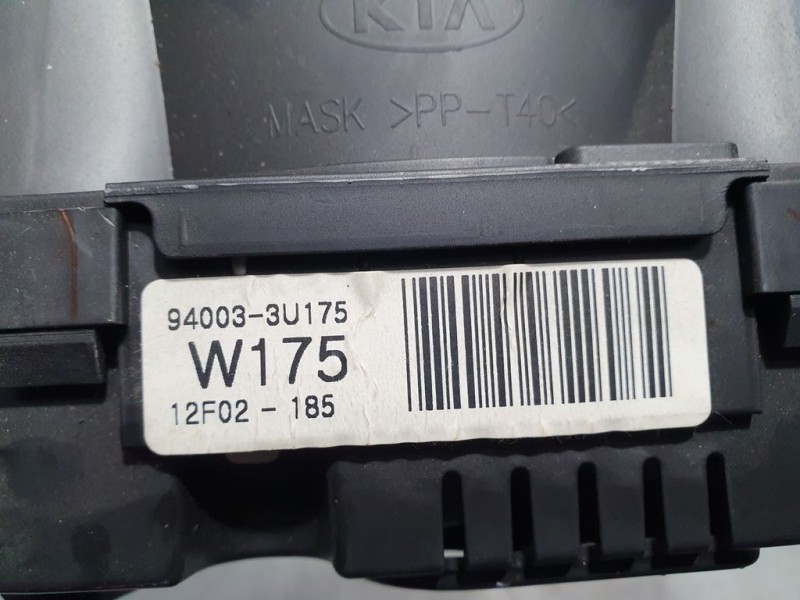 KIA
MASK >PP-T40<
94003-3U175
W175
12F02 - 185